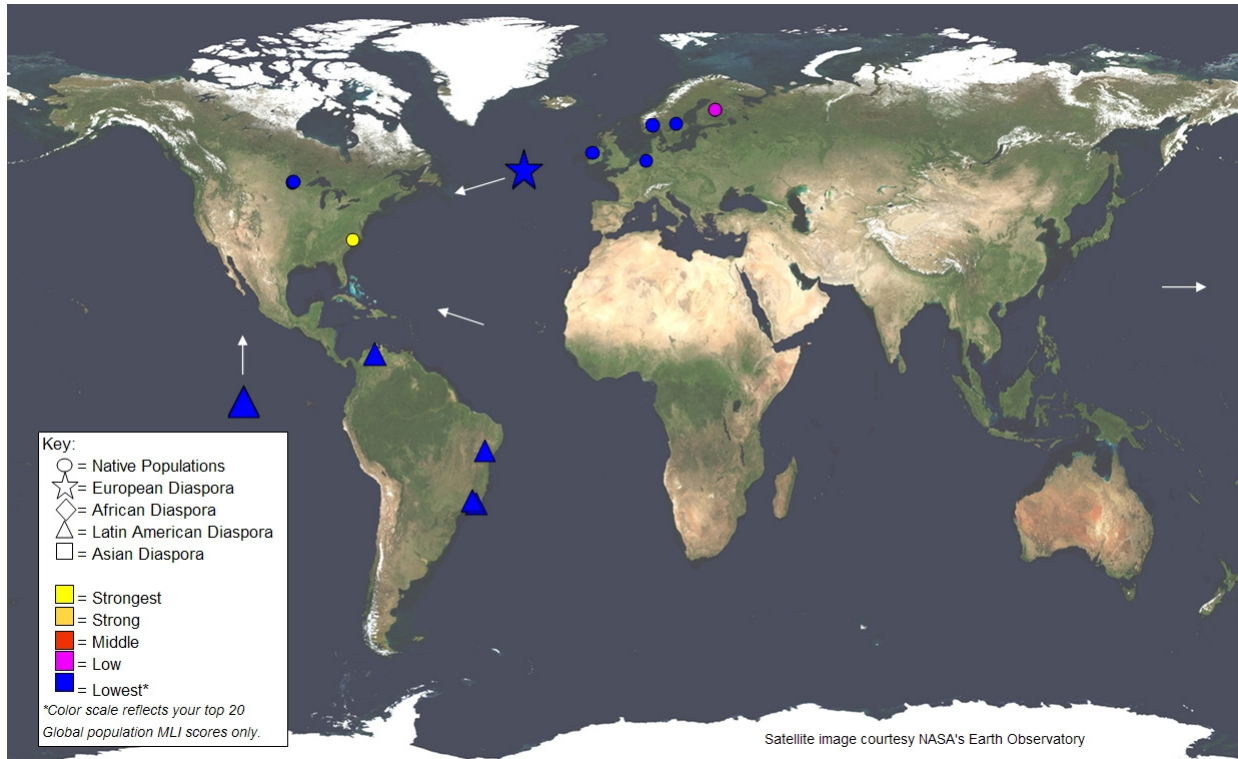 Key:
= Native Populations
= European Diaspora
= African Diaspora
= Latin American Diaspora
= Asian Diaspora
= Strongest
= Strong
= Middle
= Low
= Lowest*
*Color scale reflects your top 20
Global population MLI scores only.
Satellite image courtesy NASA's Earth Observatory